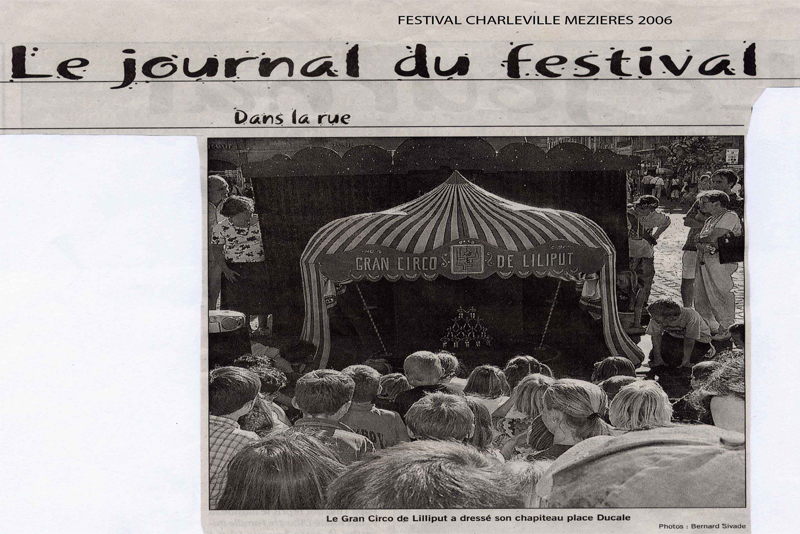 FESTIVAL CHARLEVILLE MEZIERES 2006
Le journal du festival
Dans la rue
GRAN CIRCO DE LILIPUT
Le Gran Circo de Lilliput a dressé son chapiteau place Ducale
Photos : Bernard Sivade